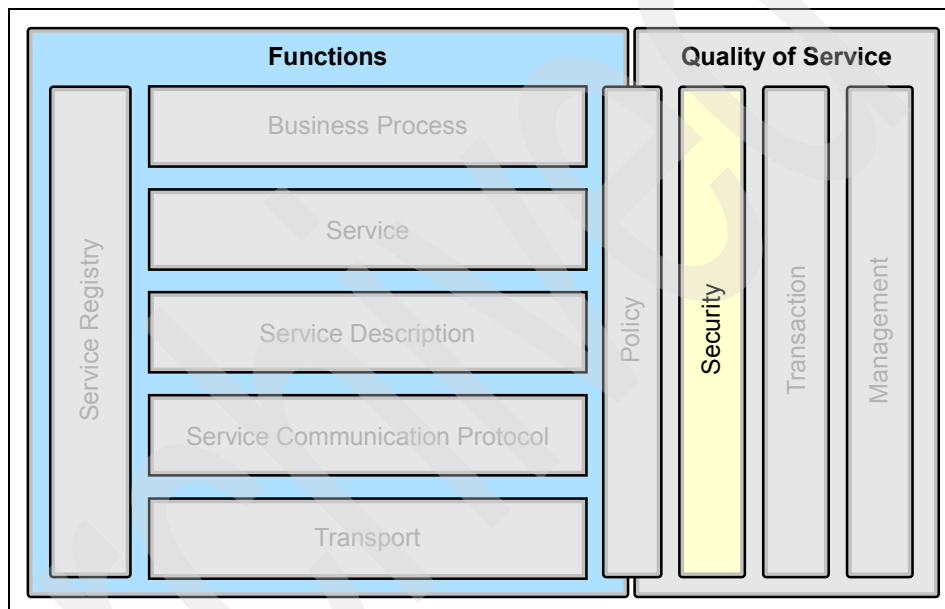 Functions
Quality of Service
Service Registry
Business Process
Service
Service Description
Service Communication Protocol
Transport
Policy
Security
Transaction
Management